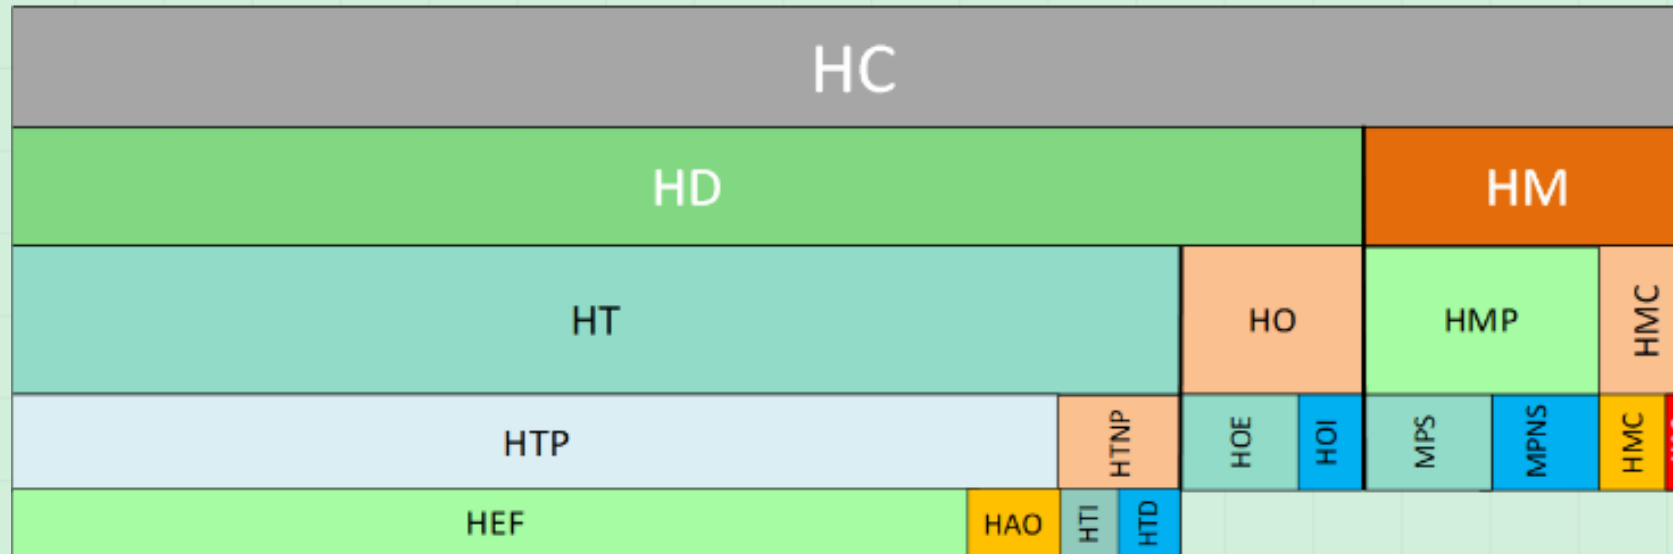 HC
HD HM
HT HO HMP HMC
HTP HTNP HOE HOI MPS MPNS HMC
HEF HAO HTI HTD